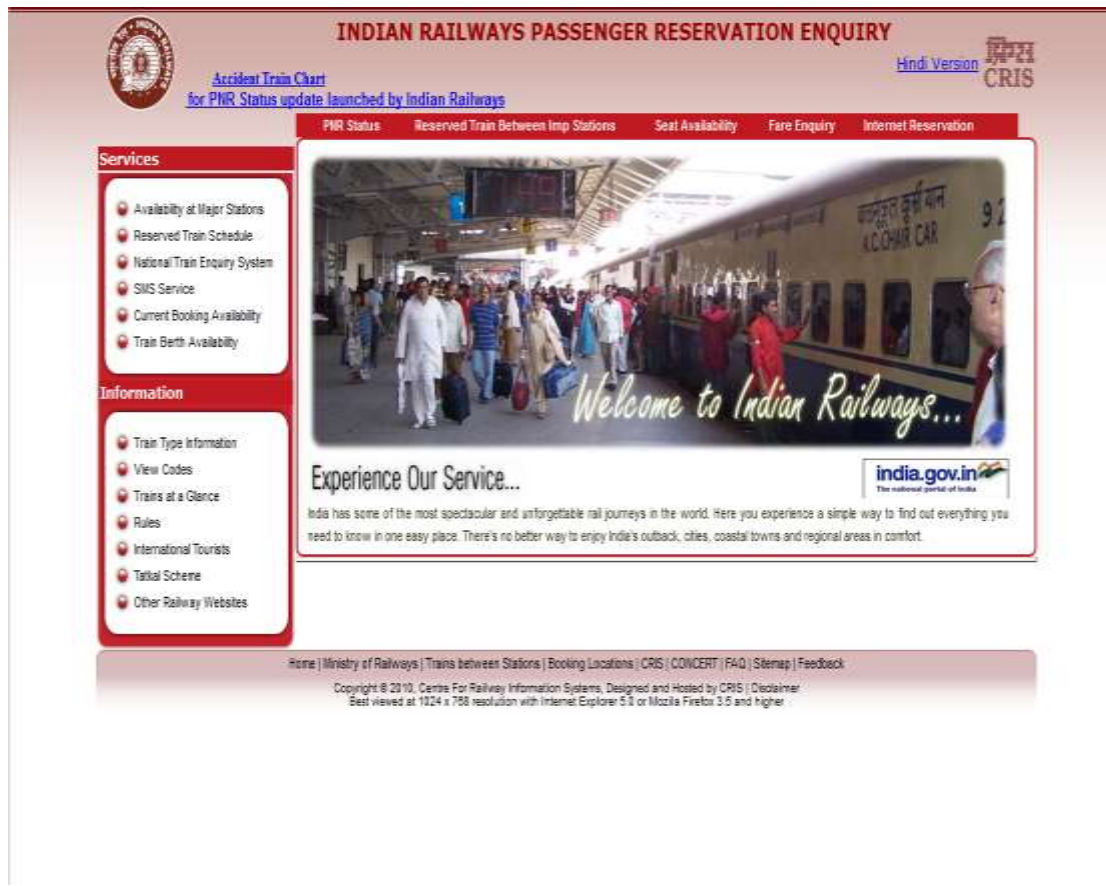 INDIAN RAILWAYS PASSENGER RESERVATION ENQUIRY
Hindi Version
क्रिस
CRIS
Accident Train Chart
for PNR Status update launched by Indian Railways
PNR Status Reserved Train Between Imp Stations Seat Availability Fare Enquiry Internet Reservation
Services
Availability at Major Stations
Reserved Train Schedule
National Train Enquiry System
SMS Service
Current Booking Availability
Train Berth Availability
Information
Train Type Information
View Codes
Trains at a Glance
Rules
International Tourists
Tatkal Scheme
Other Railway Websites
वातानुकूल कुर्सी यान
A.C.CHAIR CAR
92
Welcome to Indian Railways...
Experience Our Service...
india.gov.in
The national portal of India
India has some of the most spectacular and unforgettable rail journeys in the world. Here you experience a simple way to find out everything you
need to know in one easy place. There's no better way to enjoy India's outback, cities, coastal towns and regional areas in comfort.
Home | Ministry of Railways | Trains between Stations | Booking Locations | CRIS | CONCERT | FAQ | Sitemap | Feedback
Copyright © 2010, Centre For Railway Information Systems, Designed and Hosted by CRIS | Disclaimer
Best viewed at 1024 x 768 resolution with Internet Explorer 5.0 or Mozilla Firefox 3.5 and higher